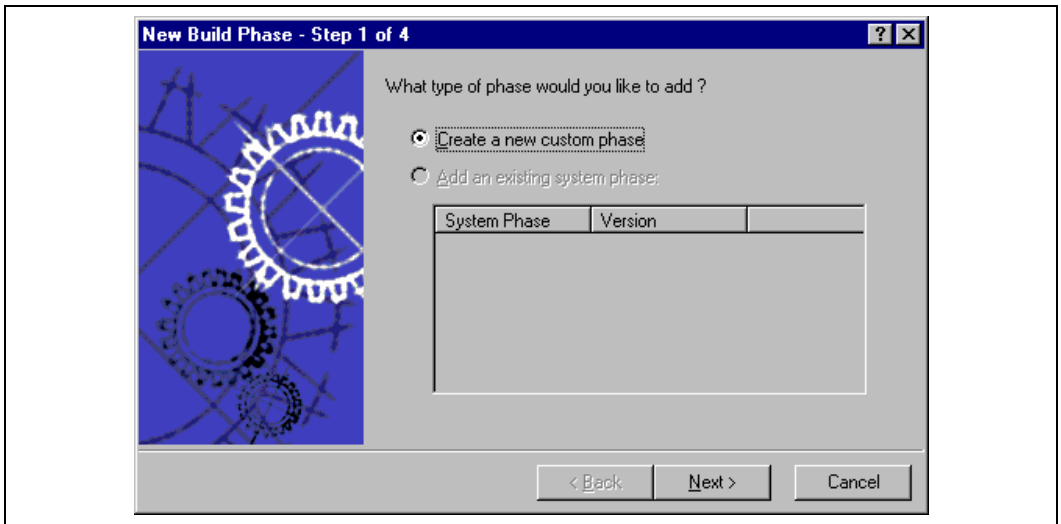 New Build Phase - Step 1 of 4
What type of phase would you like to add ?
Create a new custom phase
Add an existing system phase:
System Phase Version
< Back Next > Cancel